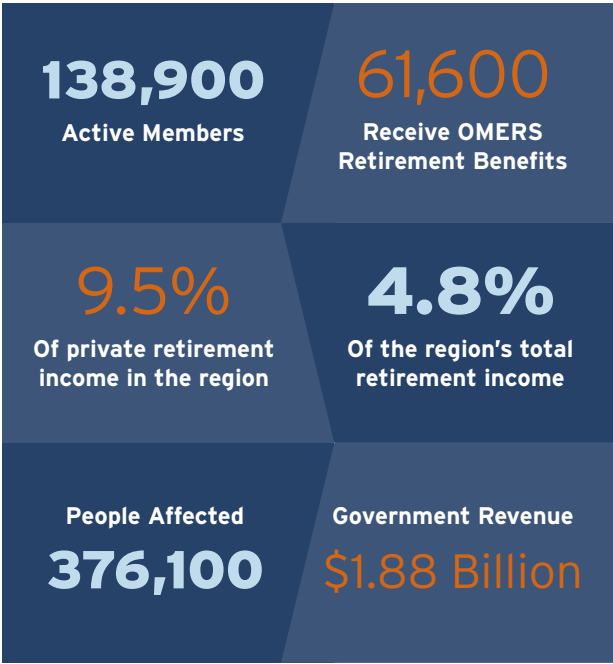 138,900
Active Members
61,600
Receive OMERS
Retirement Benefits
9.5%
Of private retirement
income in the region
4.8%
Of the region's total
retirement income
People Affected
376,100
Government Revenue
$1.88 Billion